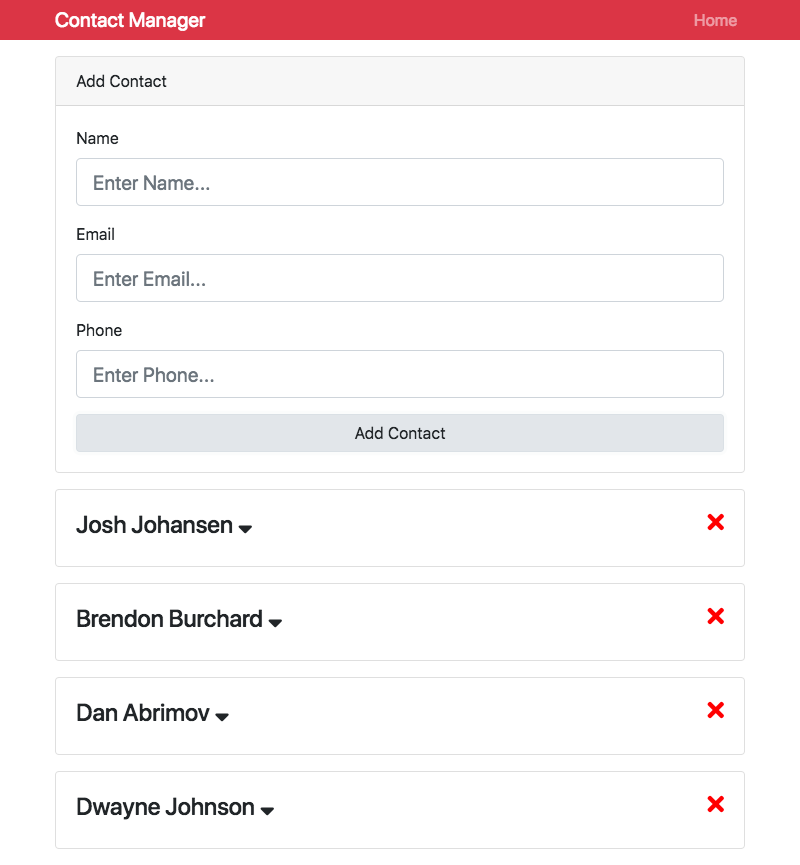 Contact Manager
Home
Add Contact
Name
Enter Name...
Email
Enter Email...
Phone
Enter Phone...
Add Contact
Josh Johansen
Brendon Burchard
Dan Abrimov
Dwayne Johnson